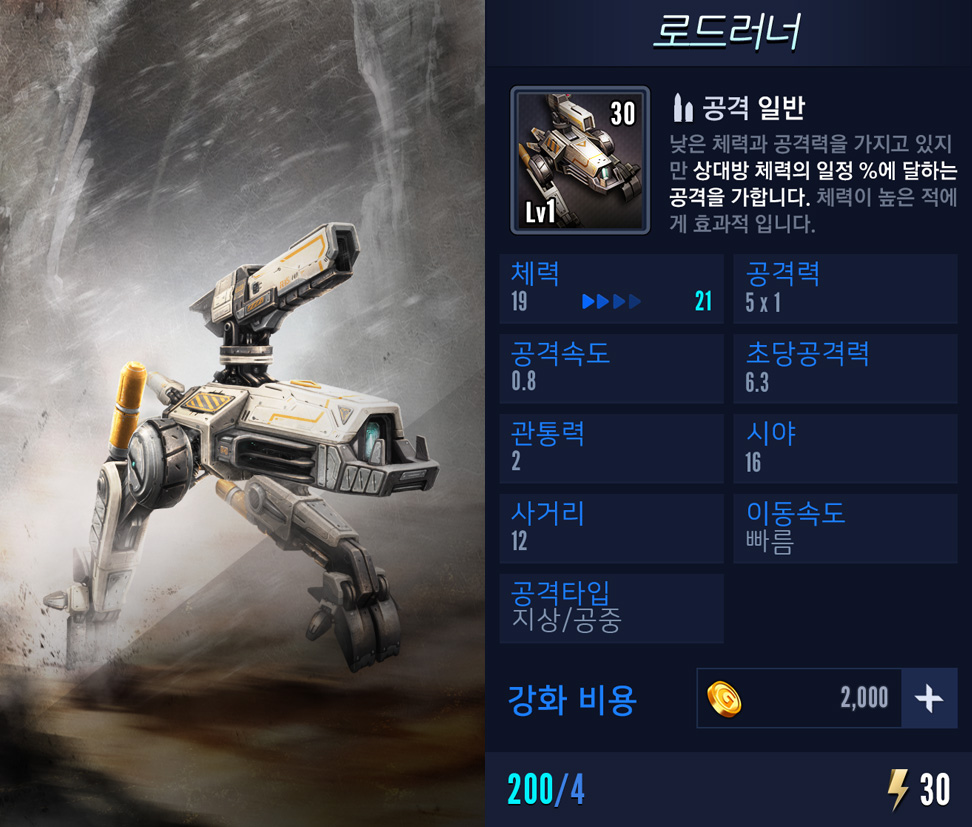 로드러너
30
Lv1
공격 일반
낮은 체력과 공격력을 가지고 있지
만 상대방 체력의 일정 %에 달하는
공격을 가합니다. 체력이 높은 적에
게 효과적 입니다.
체력
19 21
공격력
5 x 1
공격속도
0.8
초당공격력
6.3
관통력
2
시야
16
사거리
12
이동속도
빠름
공격타입
지상/공중
강화 비용
2,000
200/4
30